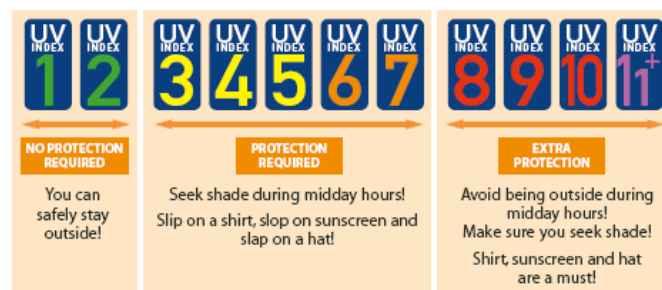 UV INDEX 1
UV INDEX 2
UV INDEX 3
UV INDEX 4
UV INDEX 5
UV INDEX 6
UV INDEX 7
UV INDEX 8
UV INDEX 9
UV INDEX 10
UV INDEX 11+
NO PROTECTION
REQUIRED
You can
safely stay
outside!
PROTECTION
REQUIRED
Seek shade during midday hours!
Slip on a shirt, slop on sunscreen and
slap on a hat!
EXTRA
PROTECTION
Avoid being outside during
midday hours!
Make sure you seek shade!
Shirt, sunscreen and hat
are a must!